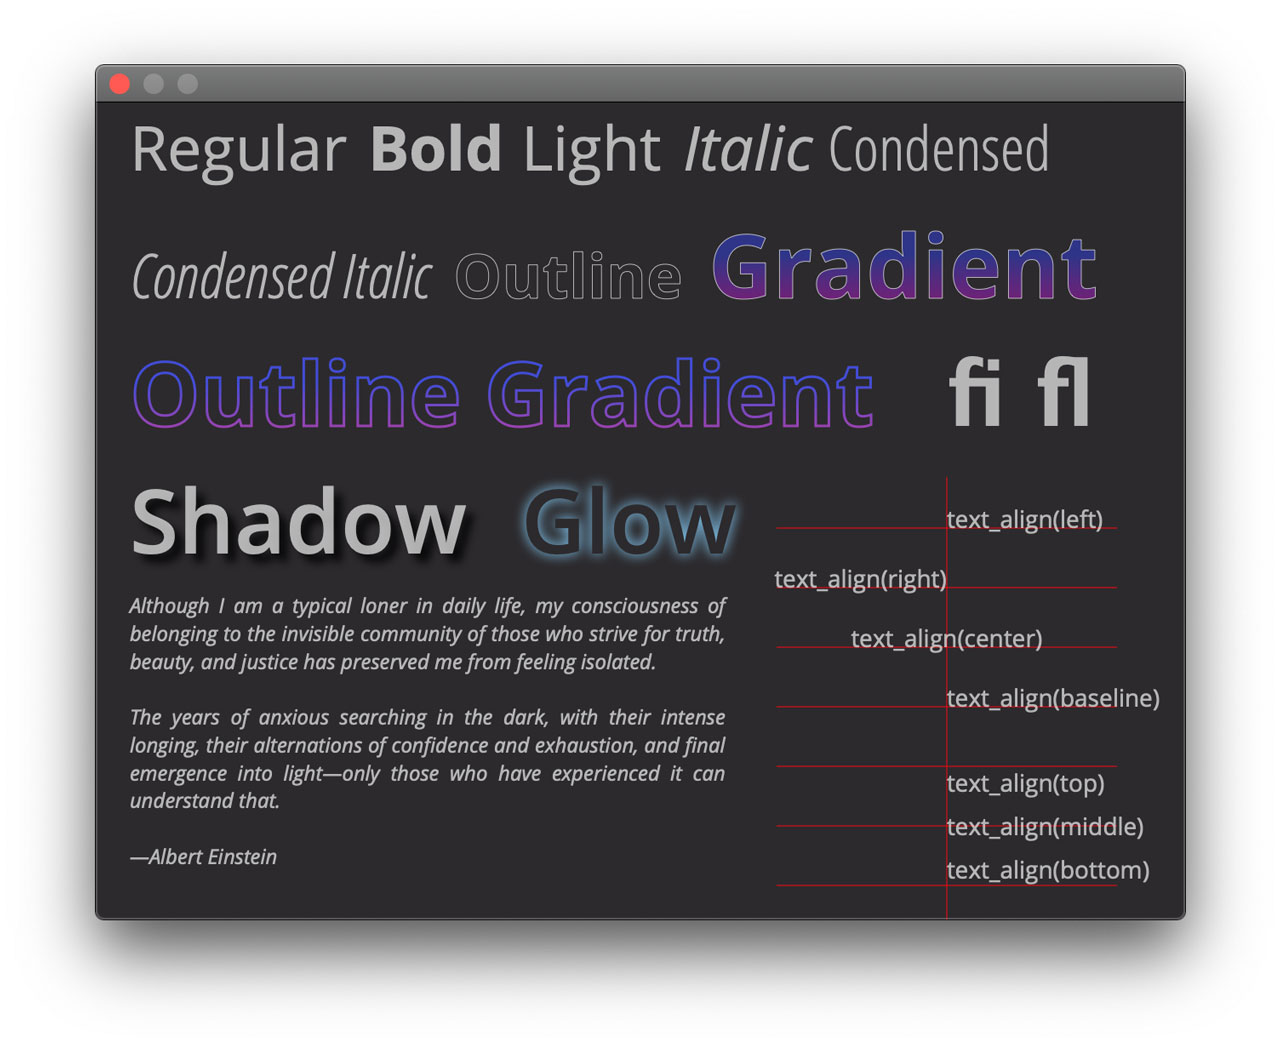 Regular Bold Light Italic Condensed
Condensed Italic Outline Gradient
Outline Gradient fi fl
Shadow Glow
Although I am a typical loner in daily life, my consciousness of
belonging to the invisible community of those who strive for truth,
beauty, and justice has preserved me from feeling isolated.
The years of anxious searching in the dark, with their intense
longing, their alternations of confidence and exhaustion, and final
emergence into light—only those who have experienced it can
understand that.
—Albert Einstein
text_align(left)
text_align(right)
text_align(center)
text_align(baseline)
text_align(top)
text_align(middle)
text_align(bottom)